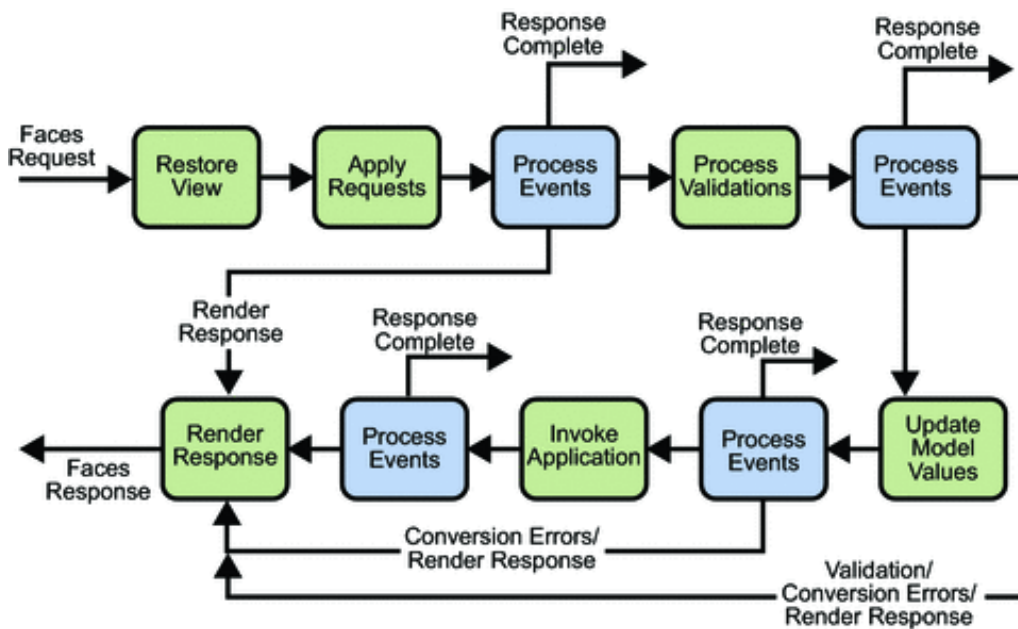 Response
Complete
Response
Complete
Faces
Request
Restore
View
Apply
Requests
Process
Events
Process
Validations
Process
Events
Render
Response
Response
Complete
Response
Complete
Render
Response
Process
Events
Invoke
Application
Process
Events
Update
Model
Values
Faces
Response
Conversion Errors/
Render Response
Validation/
Conversion Errors/
Render Response